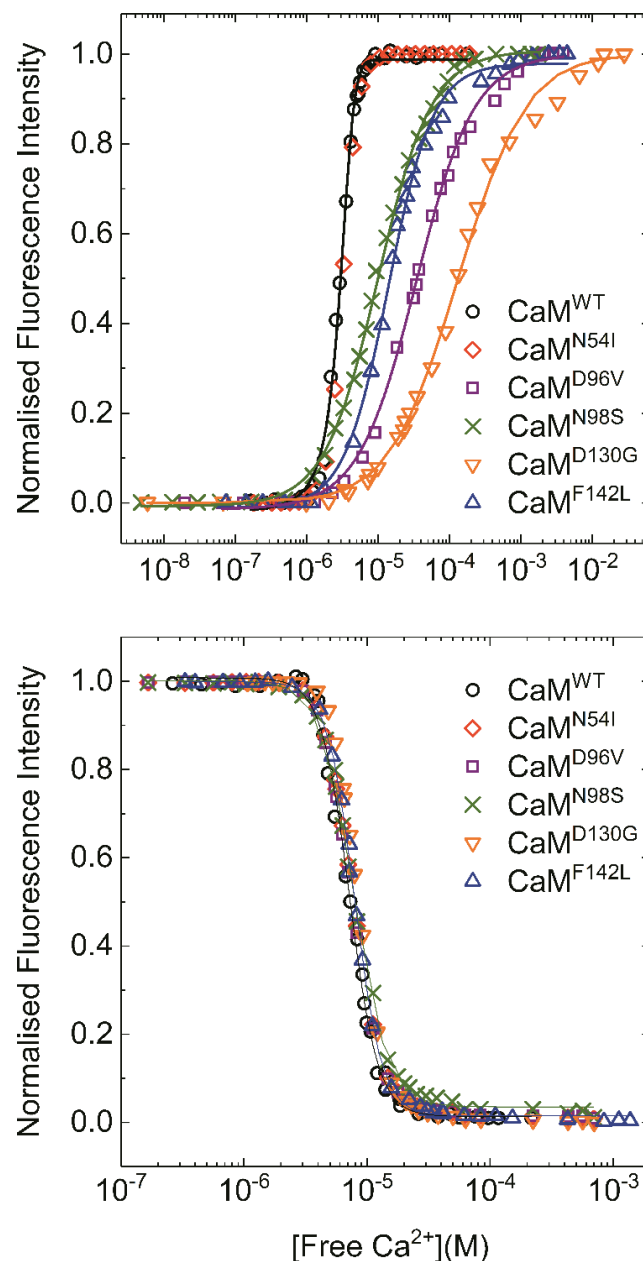 Normalised Fluorescence Intensity
1.0
0.8
0.6
0.4
0.2
0.0
CaM^WT
CaM^N54I
CaM^D96V
CaM^N98S
CaM^D130G
CaM^F142L
10^-8 10^-7 10^-6 10^-5 10^-4 10^-3 10^-2
Normalised Fluorescence Intensity
1.0
0.8
0.6
0.4
0.2
0.0
CaM^WT
CaM^N54I
CaM^D96V
CaM^N98S
CaM^D130G
CaM^F142L
10^-7 10^-6 10^-5 10^-4 10^-3
[Free Ca^2+](M)